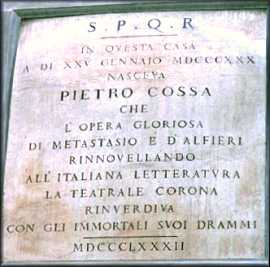 S.P.Q.R
IN QVESTA CASA
A DI XXV GENNAIO MDCCCXXX
NASCEVA
PIETRO COSSA
CHE
L'OPERA GLORIOSA
DI METASTASIO E D'ALFIERI
RINNOVELLANDO
ALL'ITALIANA LETTERATVRA
LA TEATRALE CORONA
RINVERDIVA
CON GLI IMMORTALI SVOI DRAMMI
MDCCCLXXXII